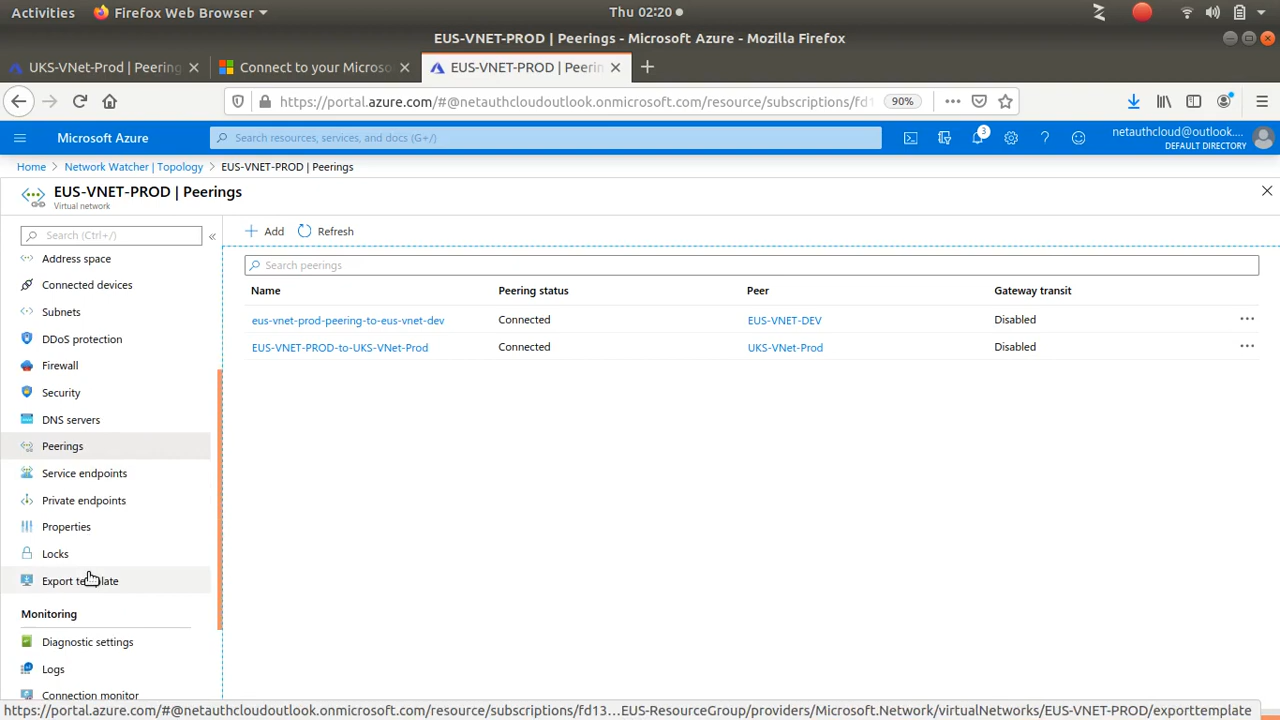 Activities
Firefox Web Browser
Thu 02:20
EUS-VNET-PROD | Peerings - Microsoft Azure - Mozilla Firefox
UKS-VNet-Prod | Peering
Connect to your Microso
EUS-VNET-PROD | Peerin
https://portal.azure.com/#@netauthcloudoutlook.onmicrosoft.com/resource/subscriptions/fd1
90%
Microsoft Azure
Search resources, services, and docs (G+/)
3
netauthcloud@outlook....
DEFAULT DIRECTORY
Home > Network Watcher | Topology > EUS-VNET-PROD | Peerings
EUS-VNET-PROD | Peerings
Virtual network
Search (Ctrl+/)
Add
Refresh
Search peerings
Name Peering status Peer Gateway transit
eus-vnet-prod-peering-to-eus-vnet-dev Connected EUS-VNET-DEV Disabled
EUS-VNET-PROD-to-UKS-VNet-Prod Connected UKS-VNet-Prod Disabled
Address space
Connected devices
Subnets
DDoS protection
Firewall
Security
DNS servers
Peerings
Service endpoints
Private endpoints
Properties
Locks
Export template
Monitoring
Diagnostic settings
Logs
Connection monitor
https://portal.azure.com/#@netauthcloudoutlook.onmicrosoft.com/resource/subscriptions/fd13...EUS-ResourceGroup/providers/Microsoft.Network/virtualNetworks/EUS-VNET-PROD/exporttemplate